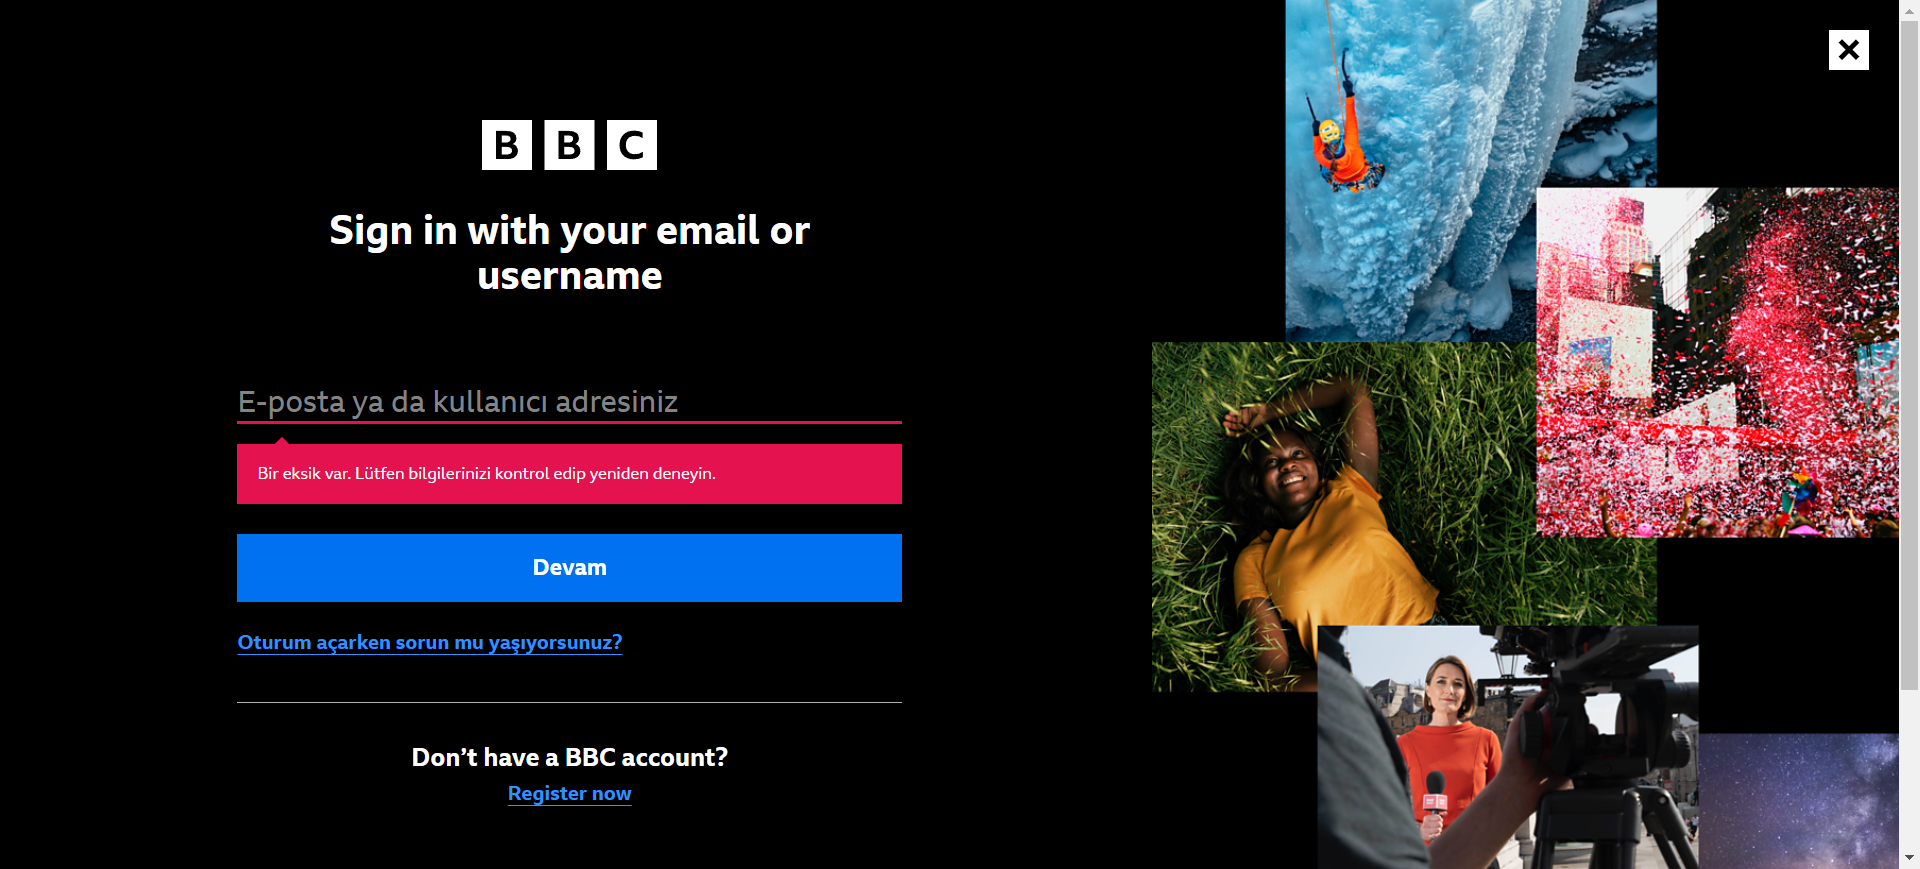 BBC
Sign in with your email or
username
E-posta ya da kullanıcı adresiniz
Bir eksik var. Lütfen bilgilerinizi kontrol edip yeniden deneyin.
Devam
Oturum açarken sorun mu yaşıyorsunuz?
Don’t have a BBC account?
Register now